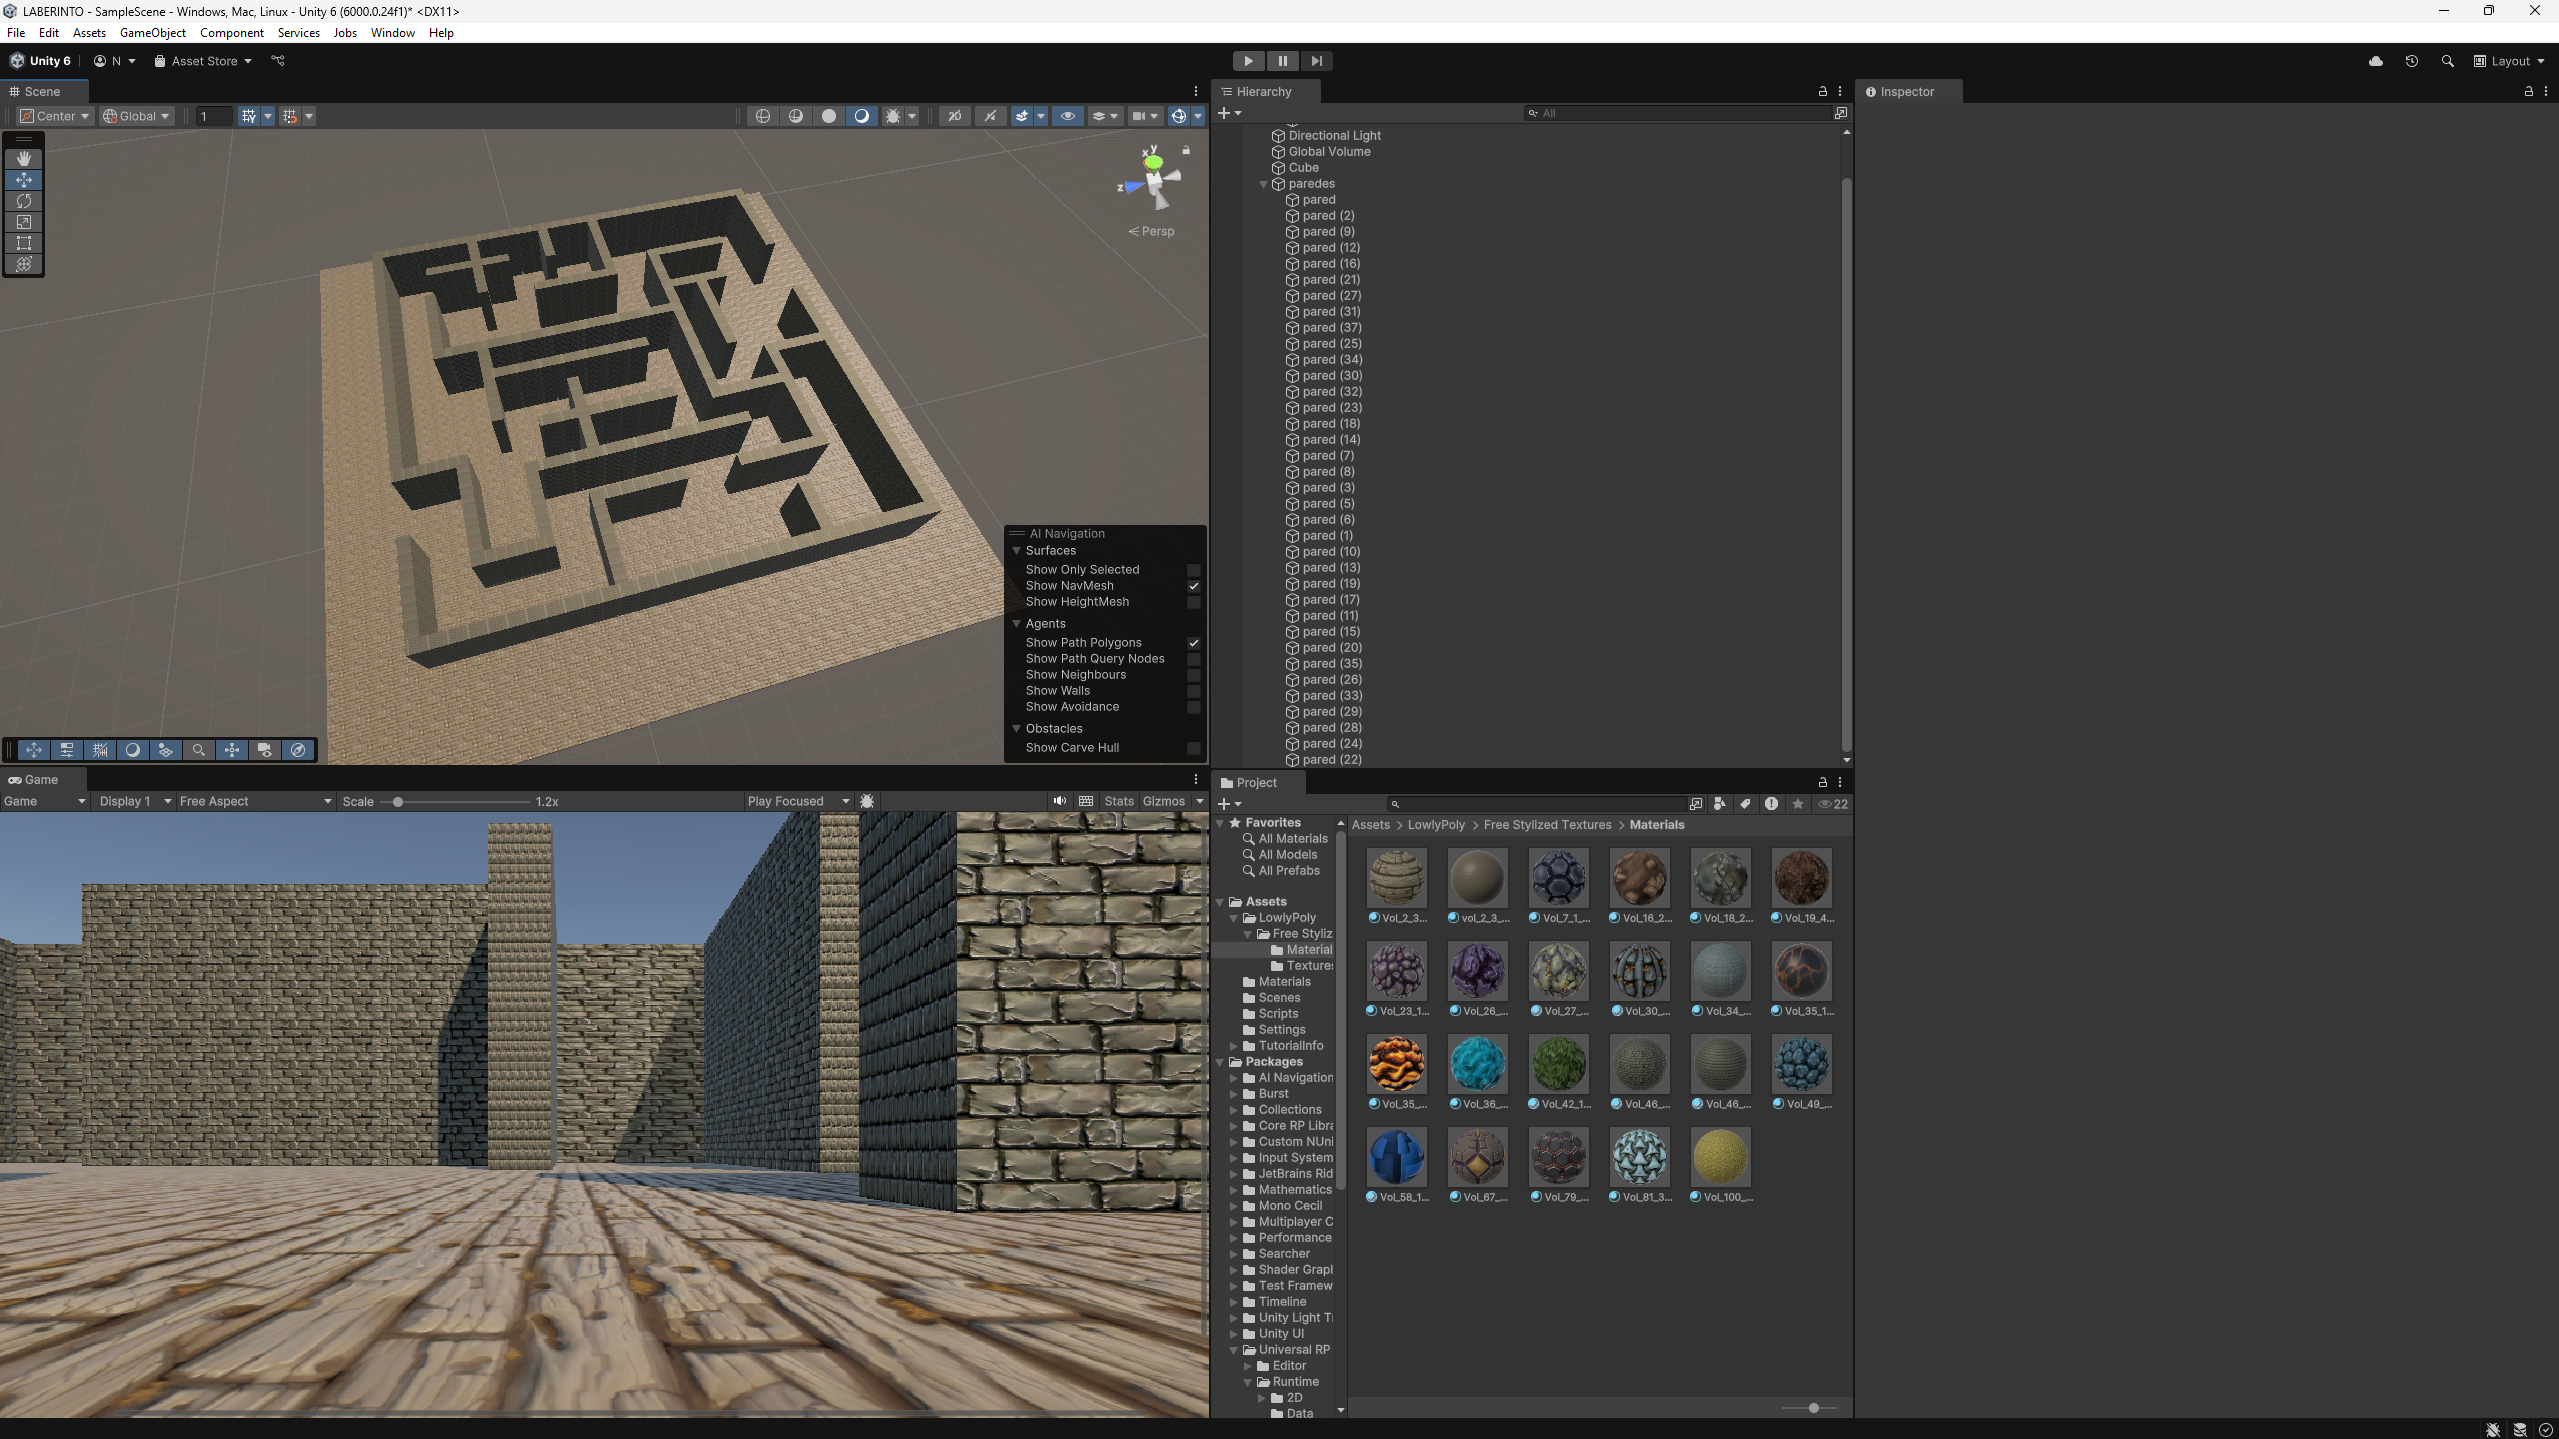 LABERINTO - SampleScene - Windows, Mac, Linux - Unity 6 (6000.0.24f1)* <DX11>
File Edit Assets GameObject Component Services Jobs Window Help
Unity 6 N Asset Store Layout
Scene
Center Global 1
y
x
z
Persp
AI Navigation
Surfaces
Show Only Selected
Show NavMesh
Show HeightMesh
Agents
Show Path Polygons
Show Path Query Nodes
Show Neighbours
Show Walls
Show Avoidance
Obstacles
Show Carve Hull
Game
Game Display 1 Free Aspect Scale 1.2x Play Focused Stats Gizmos
Hierarchy
All
Directional Light
Global Volume
Cube
paredes
pared
pared (2)
pared (9)
pared (12)
pared (16)
pared (21)
pared (27)
pared (31)
pared (37)
pared (25)
pared (34)
pared (30)
pared (32)
pared (23)
pared (18)
pared (14)
pared (7)
pared (8)
pared (3)
pared (5)
pared (6)
pared (1)
pared (10)
pared (13)
pared (19)
pared (17)
pared (11)
pared (15)
pared (20)
pared (35)
pared (26)
pared (33)
pared (29)
pared (28)
pared (24)
pared (22)
Inspector
Project
22
Favorites
All Materials
All Models
All Prefabs
Assets
LowlyPoly
Free Styliz
Material
Textures
Materials
Scenes
Scripts
Settings
TutorialInfo
Packages
AI Navigation
Burst
Collections
Core RP Libra
Custom NUni
Input System
JetBrains Rid
Mathematics
Mono Cecil
Multiplayer C
Performance
Searcher
Shader Graph
Test Framew
Timeline
Unity Light Ti
Unity UI
Universal RP
Editor
Runtime
2D
Data
Assets > LowlyPoly > Free Stylized Textures > Materials
Vol_2_3... vol_2_3_... Vol_7_1_... Vol_16_2... Vol_18_2... Vol_19_4...
Vol_23_1... Vol_26_... Vol_27_... Vol_30_... Vol_34_... Vol_35_1...
Vol_35_... Vol_36_... Vol_42_1... Vol_46_... Vol_46_... Vol_49_...
Vol_58_1... Vol_67_... Vol_79_... Vol_81_3... Vol_100_...